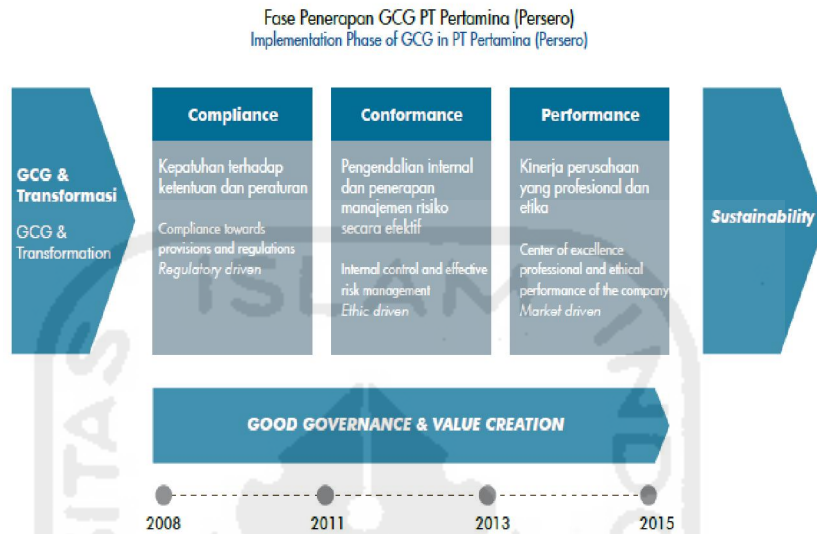 Fase Penerapan GCG PT Pertamina (Persero)
Implementation Phase of GCG in PT Pertamina (Persero)
GCG &
Transformasi
GCG &
Transformation
Compliance
Kepatuhan terhadap
ketentuan dan peraturan
Compliance towards
provisions and regulations
Regulatory driven
Conformance
Pengendalian internal
dan penerapan
manajemen risiko
secara efektif
Internal control and effective
risk management
Ethic driven
Performance
Kinerja perusahaan
yang profesional dan
etika
Center of excellence
professional and ethical
performance of the company
Market driven
Sustainability
ISLAM
GOOD GOVERNANCE & VALUE CREATION
2008
2011
2013
2015